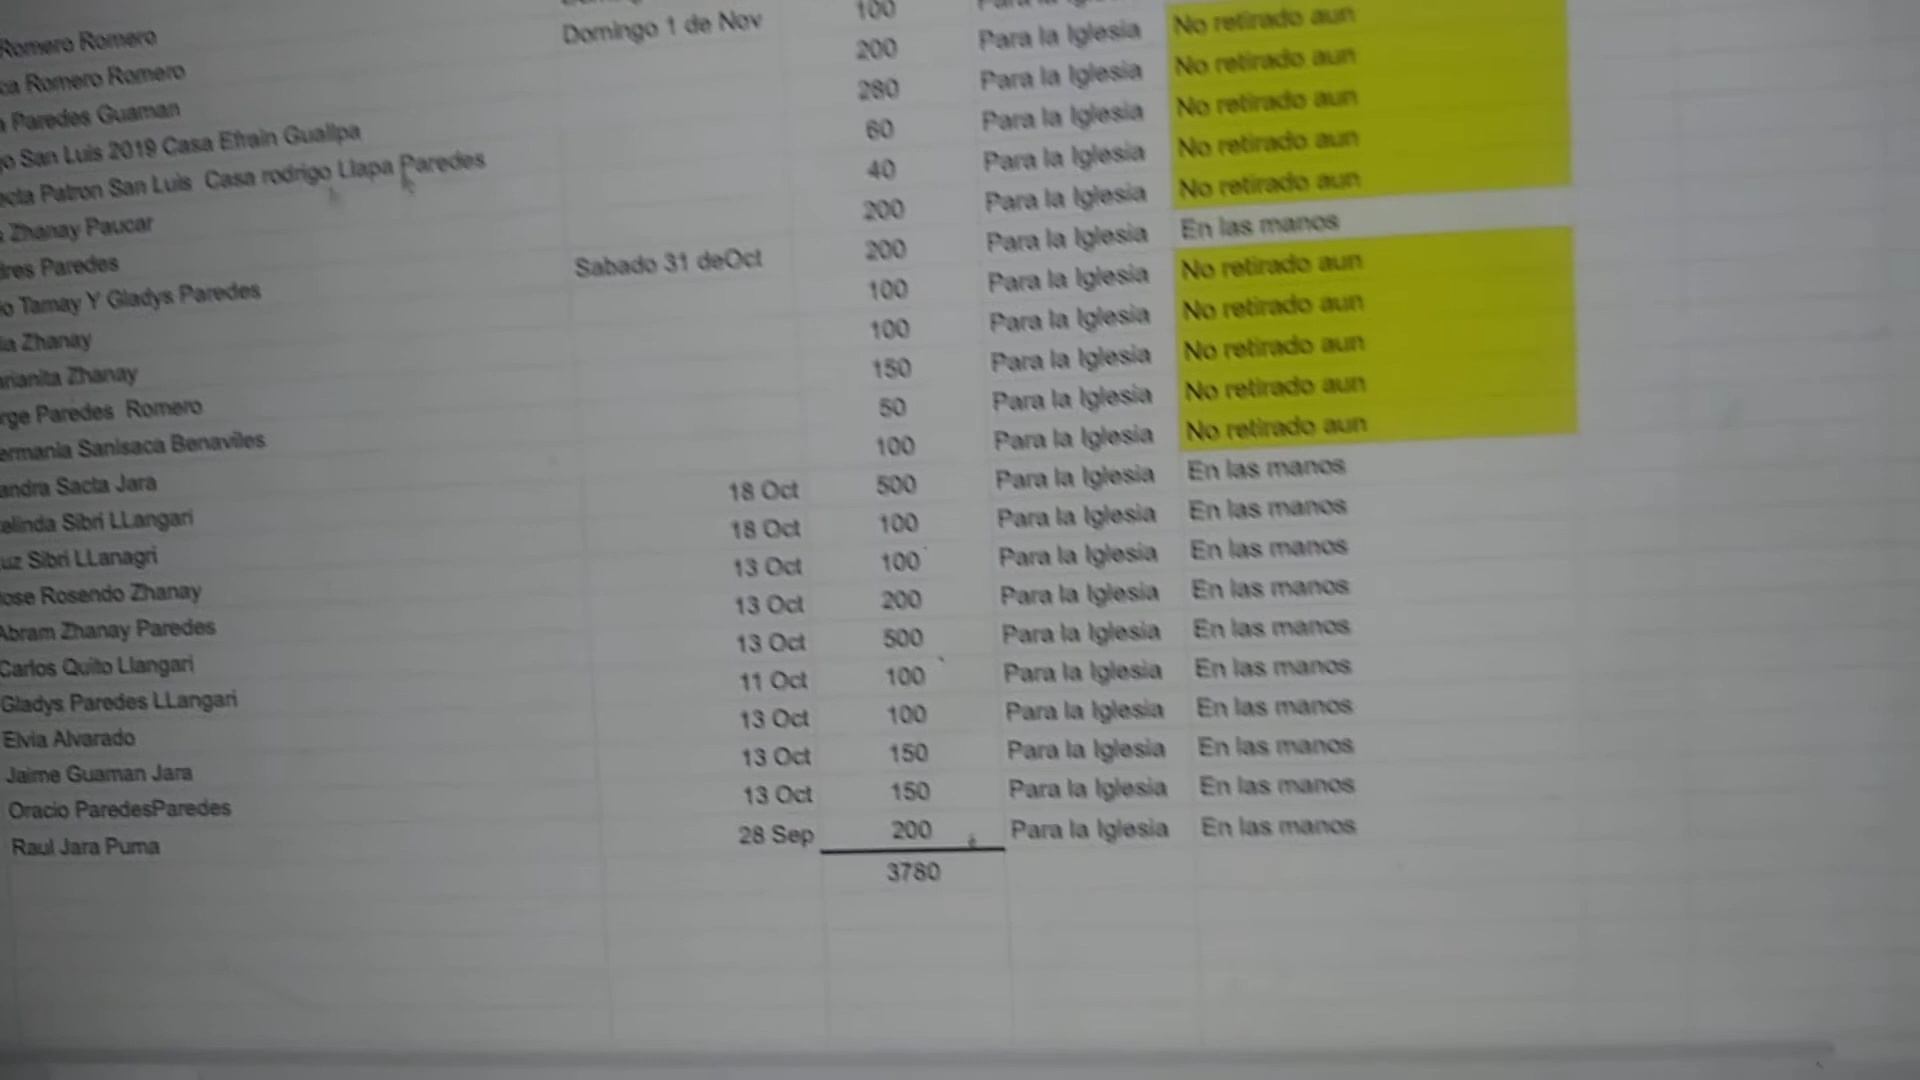 Romero Romero
Romero Romero Domingo 1 de Nov 100
Paredes Guaman 200 Para la Iglesia No retirado aun
San Luis 2019 Casa Efrain Guallpa 280 Para la Iglesia No retirado aun
Patron San Luis Casa rodrigo Llapa Paredes 60 Para la Iglesia No retirado aun
Zhanay Paucar 40 Para la Iglesia No retirado aun
dres Paredes 200 Para la Iglesia No retirado aun
o Tamay Y Gladys Paredes Sabado 31 deOct 200 Para la Iglesia En las manos
ia Zhanay 100 Para la Iglesia No retirado aun
arianita Zhanay 100 Para la Iglesia No retirado aun
rge Paredes Romero 150 Para la Iglesia No retirado aun
ermania Sanisaca Benaviles 50 Para la Iglesia No retirado aun
andra Sacta Jara 100 Para la Iglesia No retirado aun
elinda Sibri LLangari 18 Oct 500 Para la Iglesia En las manos
uz Sibri LLanagri 18 Oct 100 Para la Iglesia En las manos
ose Rosendo Zhanay 13 Oct 100 Para la Iglesia En las manos
Abram Zhanay Paredes 13 Oct 200 Para la Iglesia En las manos
Carlos Quito Llangari 13 Oct 500 Para la Iglesia En las manos
Gladys Paredes LLangari 11 Oct 100 Para la Iglesia En las manos
Elvia Alvarado 13 Oct 100 Para la Iglesia En las manos
Jaime Guaman Jara 13 Oct 150 Para la Iglesia En las manos
Oracio ParedesParedes 13 Oct 150 Para la Iglesia En las manos
Raul Jara Puma 28 Sep 200 Para la Iglesia En las manos
3780